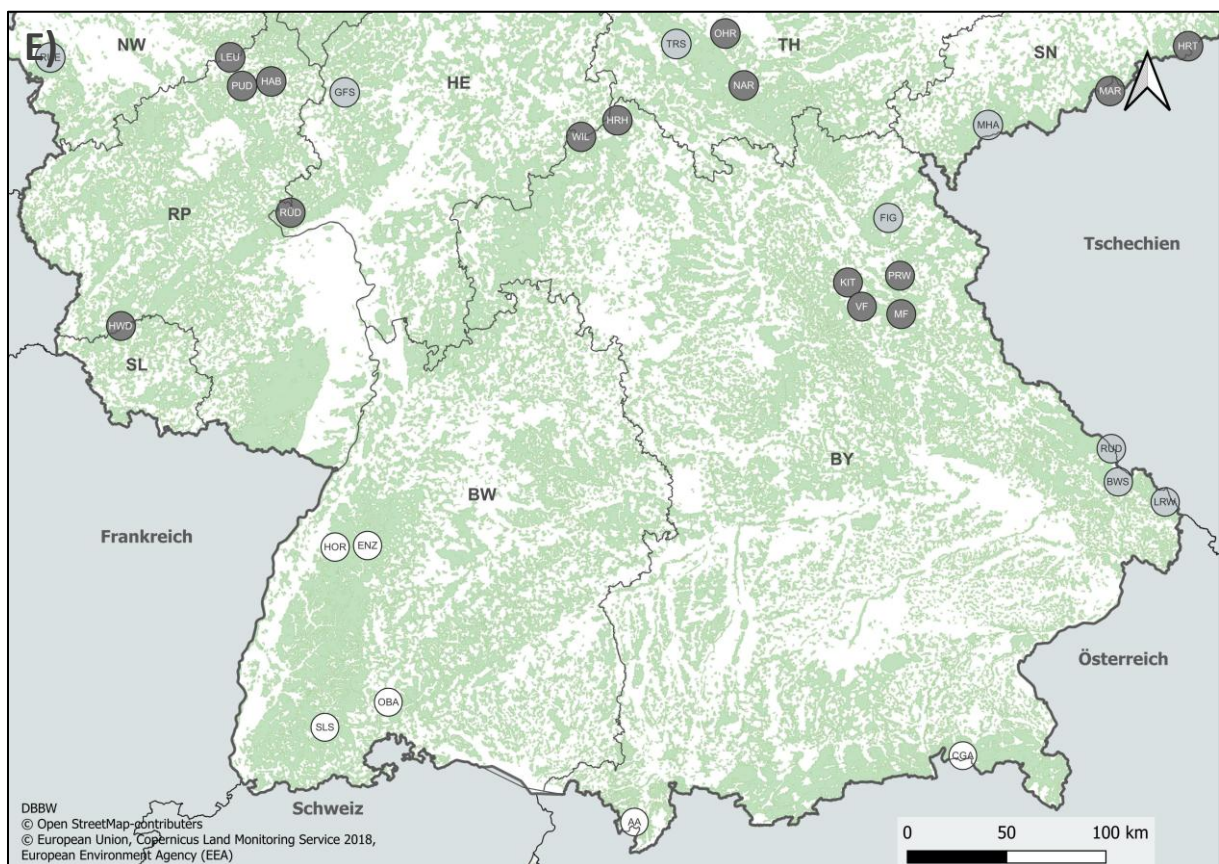 E)
NW
LEU
PUD
HAB
GFS
HE
TRS
OHR
TH
NAR
SN
HRT
MAR
MHA
WIL
HRH
RP
RÜD
FIG
Tschechien
KIT
PRW
VF
MF
HWD
SL
BY
RUD
BWS
LRW
BW
Frankreich
HOR
ENZ
Österreich
OBA
SLS
CGA
Schweiz
AA
DBBW
© Open StreetMap-contributers
© European Union, Copernicus Land Monitoring Service 2018,
European Environment Agency (EEA)
0 50 100 km